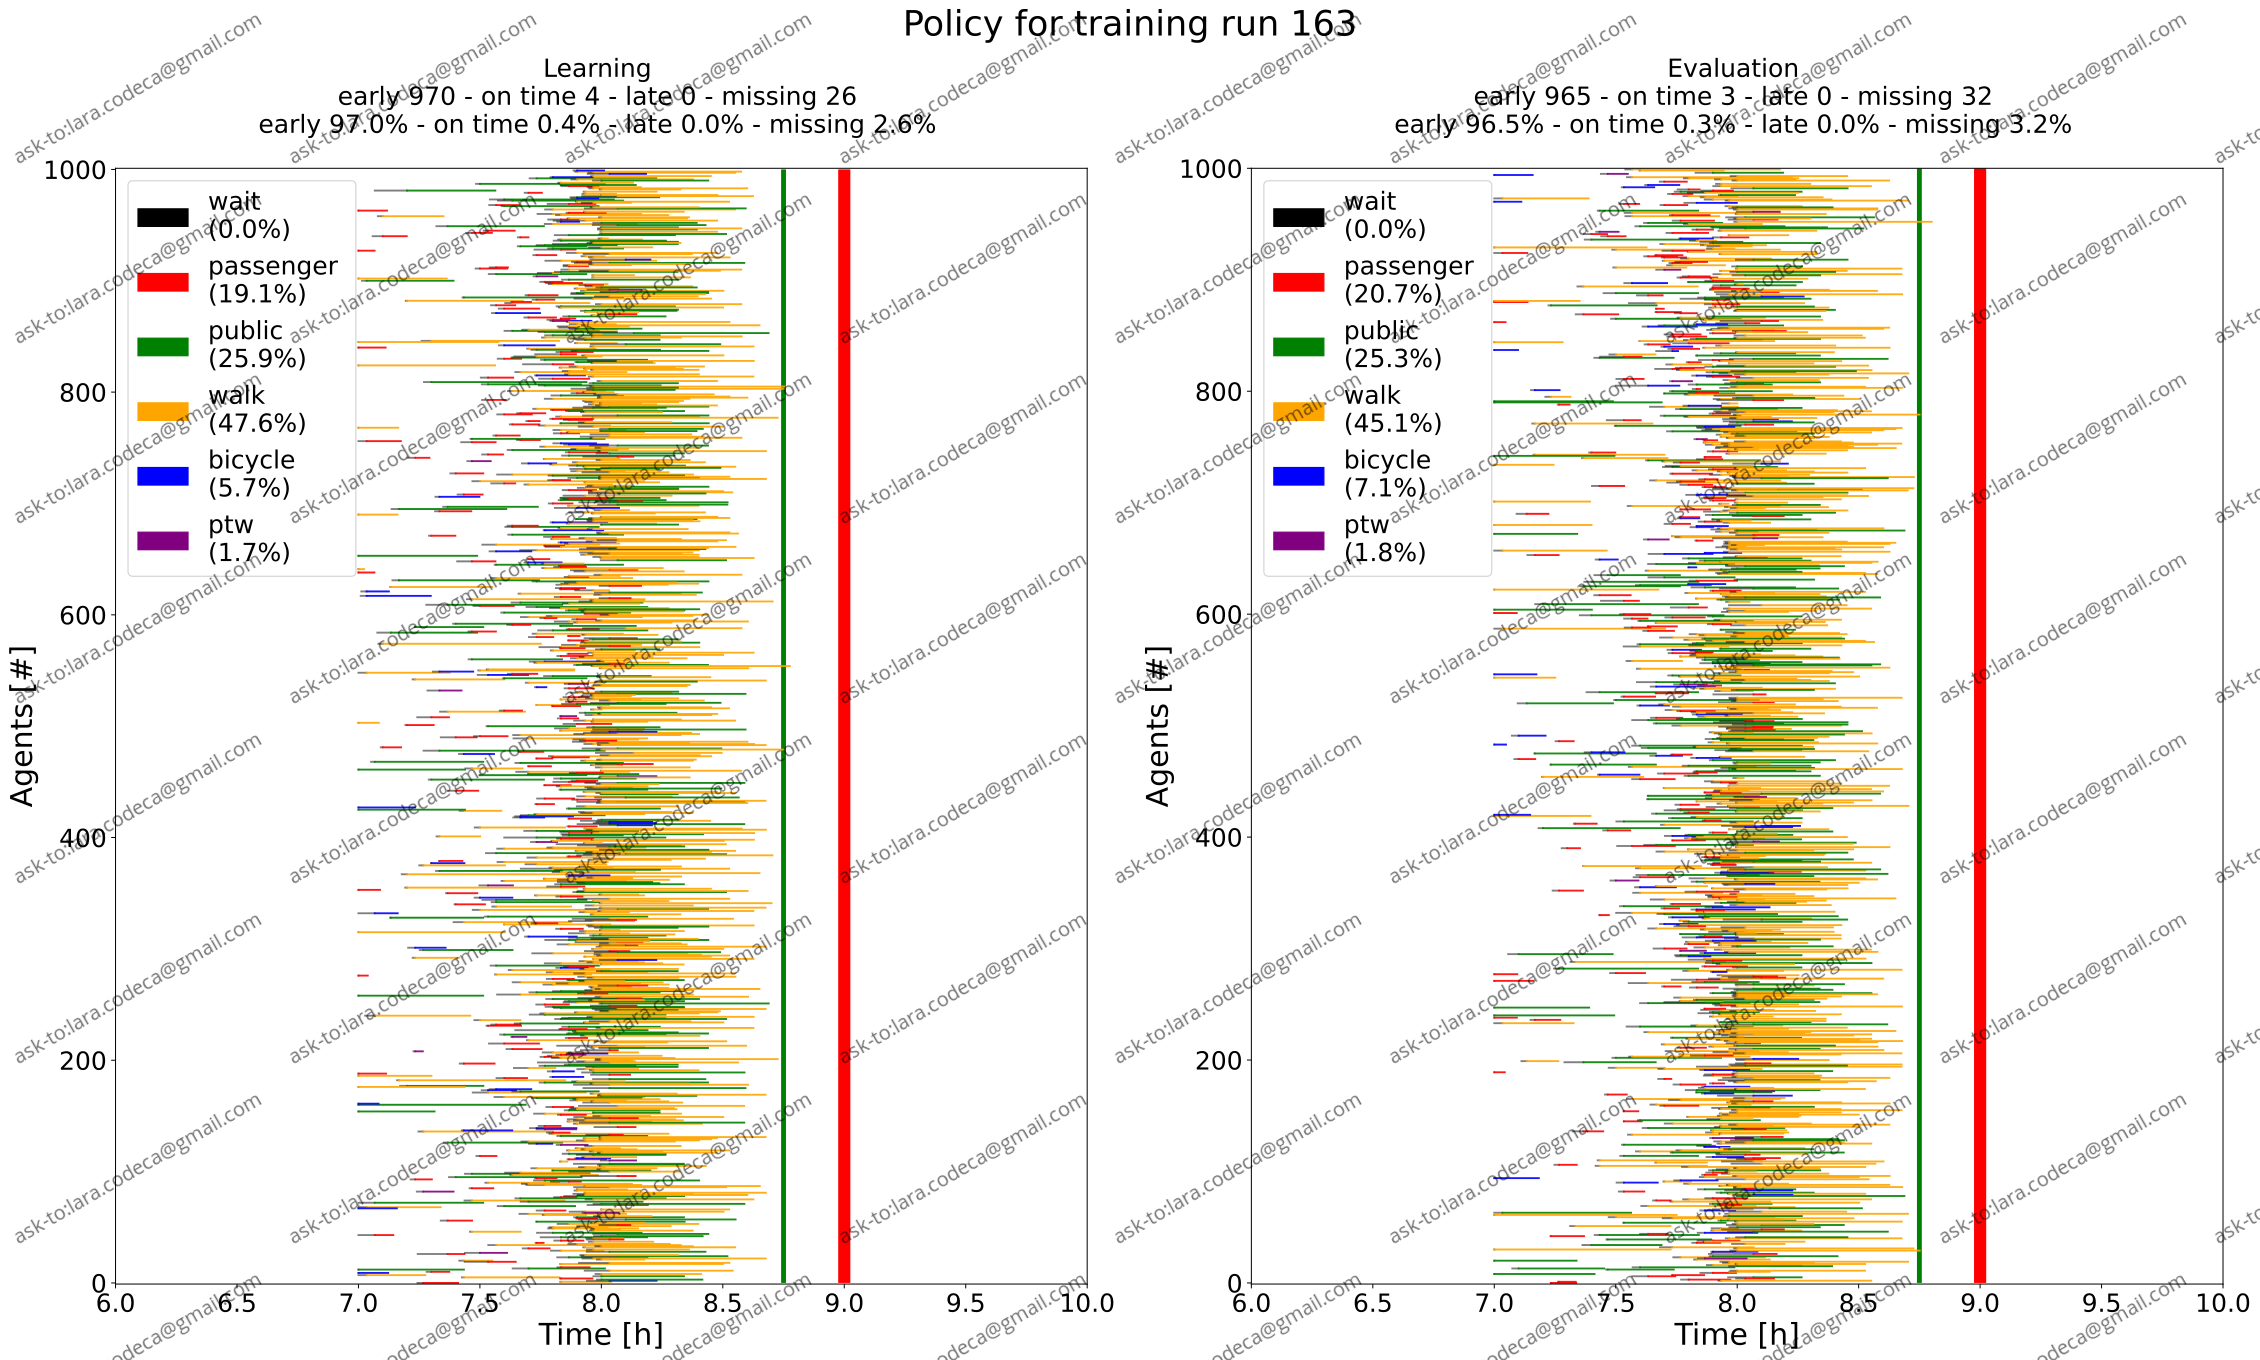 Policy for training run 163
Learning
early 970 - on time 4 - late 0 - missing 26
early 97.0% - on time 0.4% - late 0.0% - missing 2.6%
1000
800
600
400
200
0
Agents [#]
wait
(0.0%)
passenger
(19.1%)
public
(25.9%)
walk
(47.6%)
bicycle
(5.7%)
ptw
(1.7%)
6.0 6.5 7.0 7.5 8.0 8.5 9.0 9.5 10.0
Time [h]
Evaluation
early 965 - on time 3 - late 0 - missing 32
early 96.5% - on time 0.3% - late 0.0% - missing 3.2%
1000
800
600
400
200
0
Agents [#]
wait
(0.0%)
passenger
(20.7%)
public
(25.3%)
walk
(45.1%)
bicycle
(7.1%)
ptw
(1.8%)
6.0 6.5 7.0 7.5 8.0 8.5 9.0 9.5 10.0
Time [h]
ask-to:lara.codeca@gmail.com